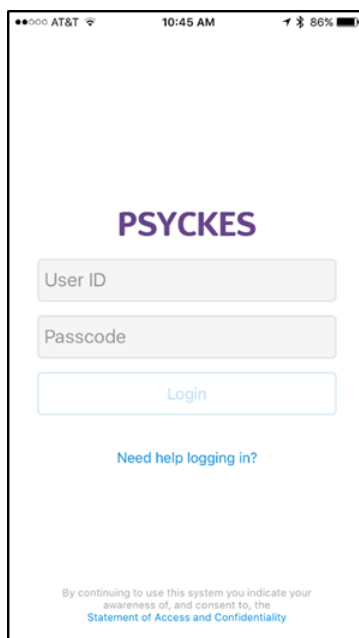 AT&T 10:45 AM 86%
PSYCKES
User ID
Passcode
Login
Need help logging in?
By continuing to use this system you indicate your
awareness of, and consent to, the
Statement of Access and Confidentiality